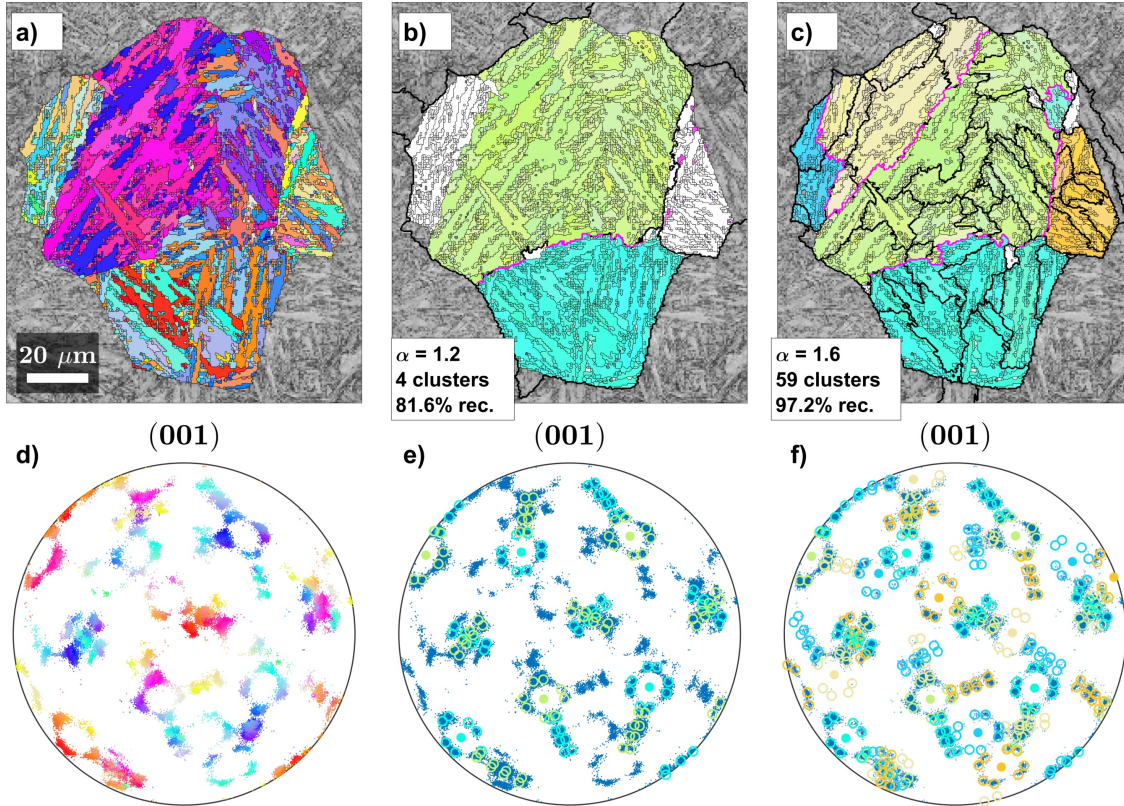 a)
b)
c)
20 μm
α = 1.2
4 clusters
81.6% rec.
α = 1.6
59 clusters
97.2% rec.
(001)
(001)
(001)
d)
e)
f)